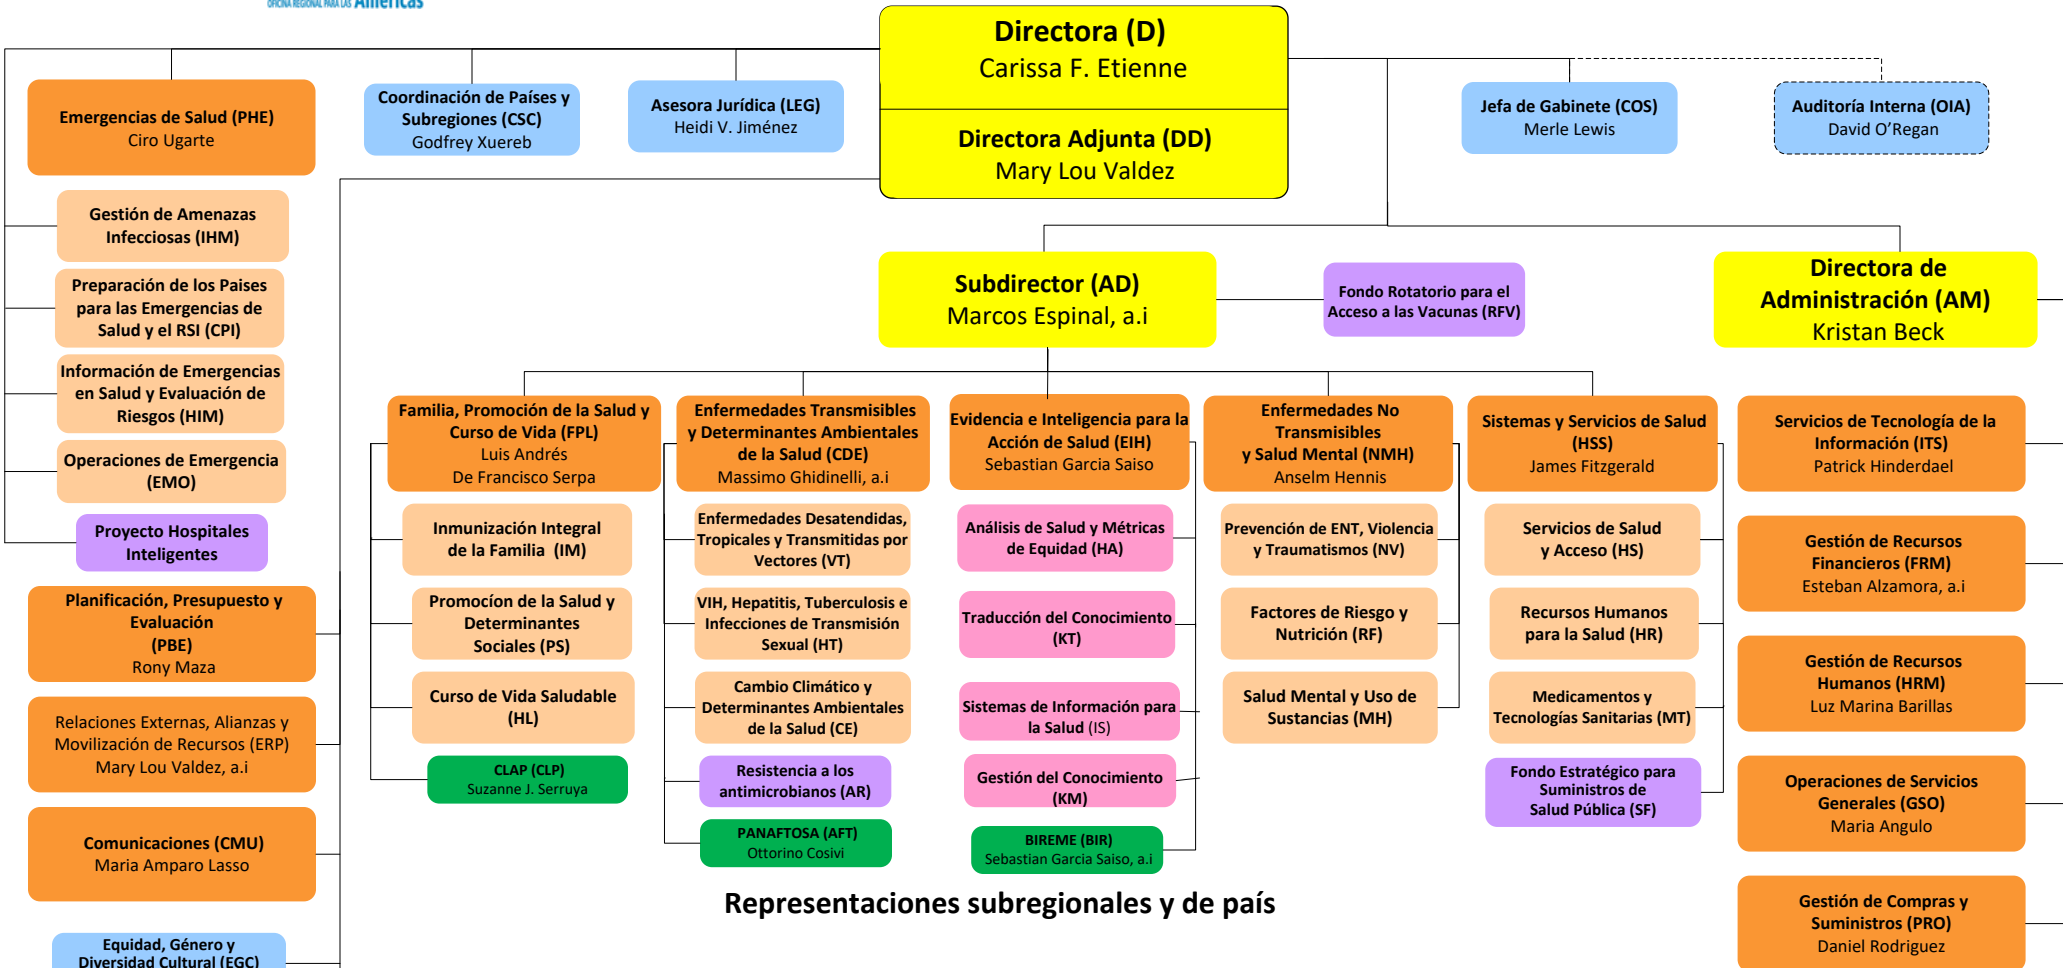 OFICINA REGIONAL PARA LAS Américas
Directora (D)
Carissa F. Etienne
Directora Adjunta (DD)
Mary Lou Valdez
Emergencias de Salud (PHE)
Ciro Ugarte
Coordinación de Países y
Subregiones (CSC)
Godfrey Xuereb
Asesora Jurídica (LEG)
Heidi V. Jiménez
Jefa de Gabinete (COS)
Merle Lewis
Auditoría Interna (OIA)
David O’Regan
Gestión de Amenazas
Infecciosas (IHM)
Preparación de los Paises
para las Emergencias de
Salud y el RSI (CPI)
Información de Emergencias
en Salud y Evaluación de
Riesgos (HIM)
Operaciones de Emergencia
(EMO)
Proyecto Hospitales
Inteligentes
Planificación, Presupuesto y
Evaluación
(PBE)
Rony Maza
Relaciones Externas, Alianzas y
Movilización de Recursos (ERP)
Mary Lou Valdez, a.i
Comunicaciones (CMU)
Maria Amparo Lasso
Equidad, Género y
Diversidad Cultural (EGC)
Subdirector (AD)
Marcos Espinal, a.i
Fondo Rotatorio para el
Acceso a las Vacunas (RFV)
Directora de
Administración (AM)
Kristan Beck
Familia, Promoción de la Salud y
Curso de Vida (FPL)
Luis Andrés
De Francisco Serpa
Inmunización Integral
de la Familia (IM)
Promocíon de la Salud y
Determinantes
Sociales (PS)
Curso de Vida Saludable
(HL)
CLAP (CLP)
Suzanne J. Serruya
Enfermedades Transmisibles
y Determinantes Ambientales
de la Salud (CDE)
Massimo Ghidinelli, a.i
Enfermedades Desatendidas,
Tropicales y Transmitidas por
Vectores (VT)
VIH, Hepatitis, Tuberculosis e
Infecciones de Transmisión
Sexual (HT)
Cambio Climático y
Determinantes Ambientales
de la Salud (CE)
Resistencia a los
antimicrobianos (AR)
PANAFTOSA (AFT)
Ottorino Cosivi
Evidencia e Inteligencia para la
Acción de Salud (EIH)
Sebastian Garcia Saiso
Análisis de Salud y Métricas
de Equidad (HA)
Traducción del Conocimiento
(KT)
Sistemas de Información para
la Salud (IS)
Gestión del Conocimiento
(KM)
BIREME (BIR)
Sebastian Garcia Saiso, a.i
Enfermedades No
Transmisibles
y Salud Mental (NMH)
Anselm Hennis
Prevención de ENT, Violencia
y Traumatismos (NV)
Factores de Riesgo y
Nutrición (RF)
Salud Mental y Uso de
Sustancias (MH)
Sistemas y Servicios de Salud
(HSS)
James Fitzgerald
Servicios de Salud
y Acceso (HS)
Recursos Humanos
para la Salud (HR)
Medicamentos y
Tecnologías Sanitarias (MT)
Fondo Estratégico para
Suministros de
Salud Pública (SF)
Servicios de Tecnología de la
Información (ITS)
Patrick Hinderdael
Gestión de Recursos
Financieros (FRM)
Esteban Alzamora, a.i
Gestión de Recursos
Humanos (HRM)
Luz Marina Barillas
Operaciones de Servicios
Generales (GSO)
Maria Angulo
Gestión de Compras y
Suministros (PRO)
Daniel Rodriguez
Representaciones subregionales y de país